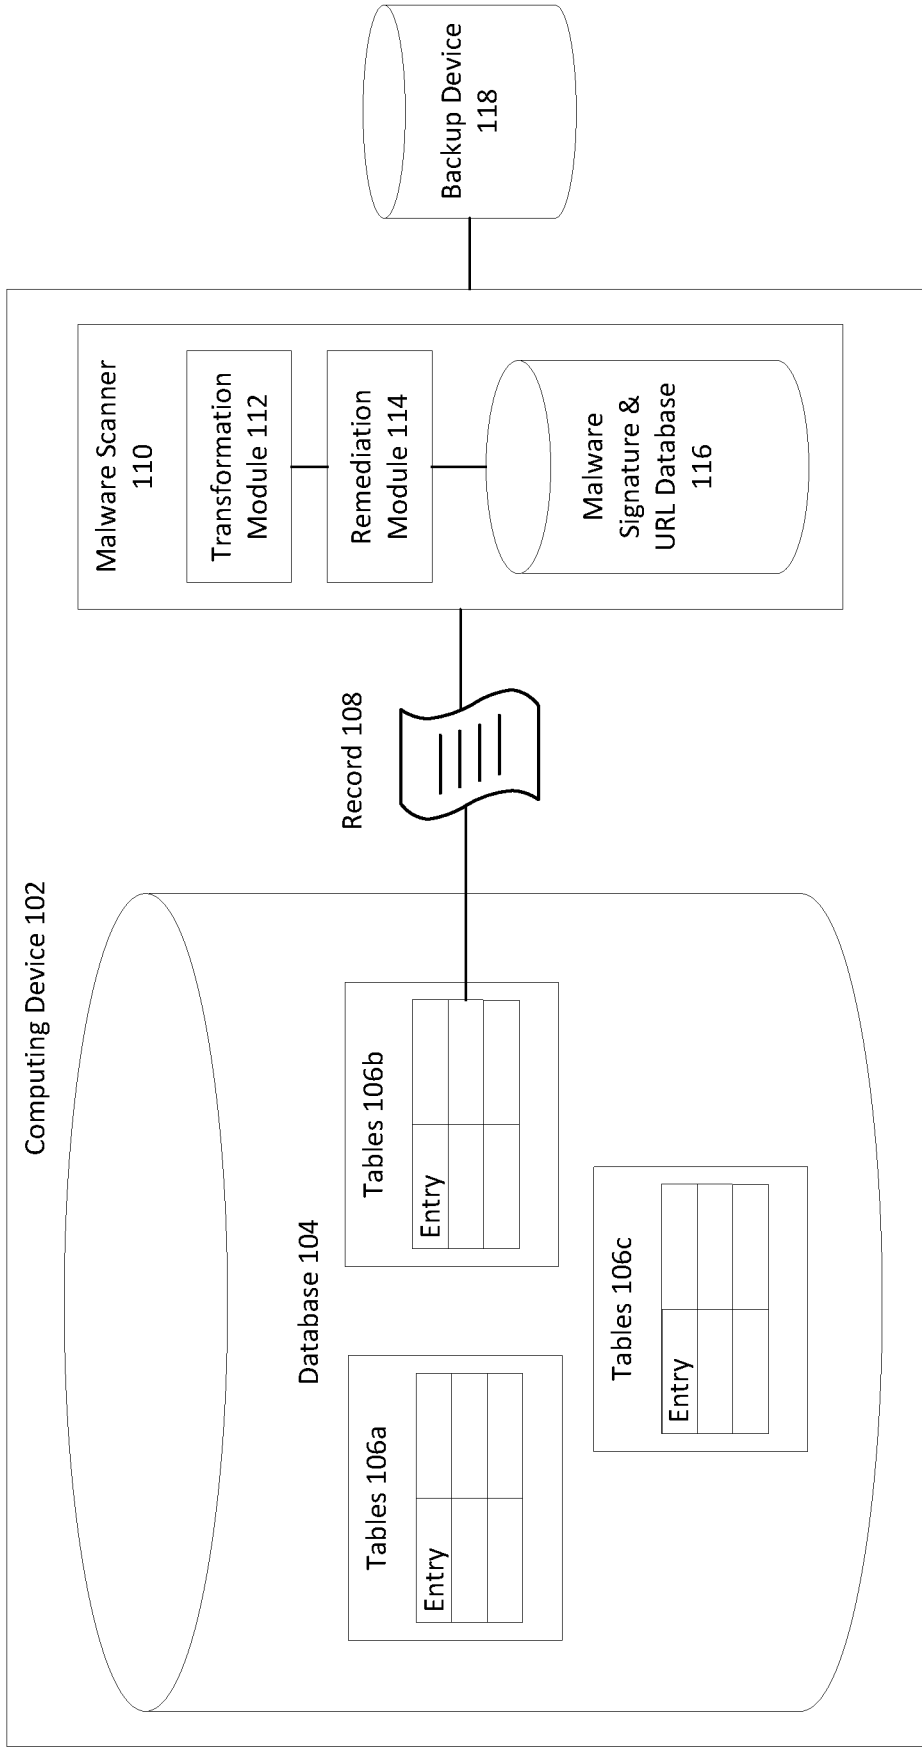 Computing Device 102
Database 104
Tables 106a
Entry
Tables 106b
Entry
Tables 106c
Entry
Record 108
Malware Scanner
110
Transformation
Module 112
Remediation
Module 114
Malware
Signature &
URL Database
116
Backup Device
118